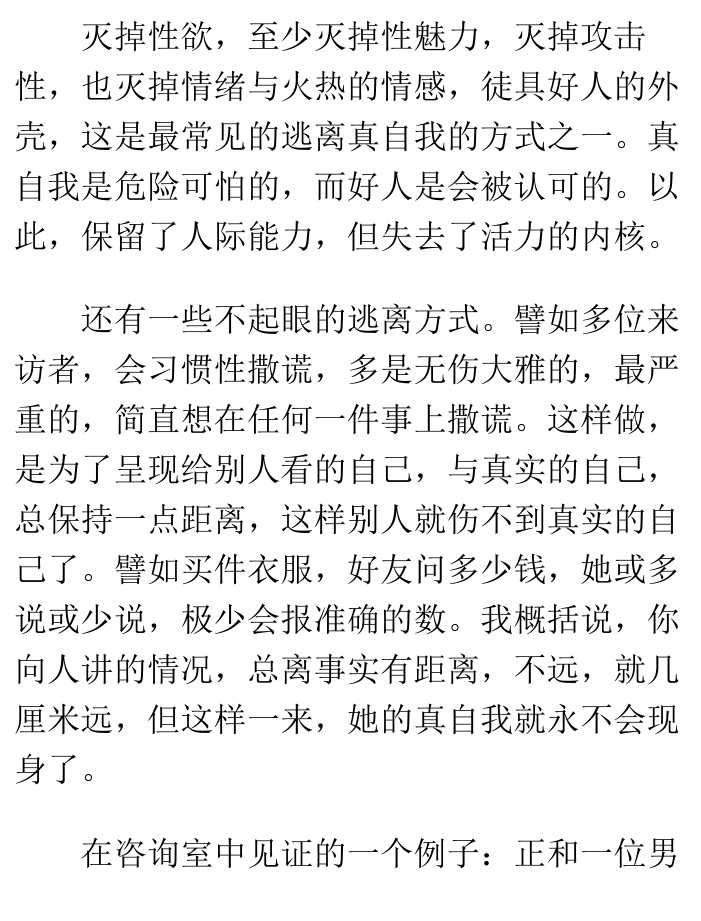 灭掉性欲，至少灭掉性魅力，灭掉攻击
性，也灭掉情绪与火热的情感，徒具好人的外
壳，这是最常见的逃离真自我的方式之一。真
自我是危险可怕的，而好人是会被认可的。以
此，保留了人际能力，但失去了活力的内核。
还有一些不起眼的逃离方式。譬如多位来
访者，会习惯性撒谎，多是无伤大雅的，最严
重的，简直想在任何一件事上撒谎。这样做，
是为了呈现给别人看的自己，与真实的自己，
总保持一点距离，这样别人就伤不到真实的自
己了。譬如买件衣服，好友问多少钱，她或多
说或少说，极少会报准确的数。我概括说，你
向人讲的情况，总离事实有距离，不远，就几
厘米远，但这样一来，她的真自我就永不会现
身了。
在咨询室中见证的一个例子：正和一位男